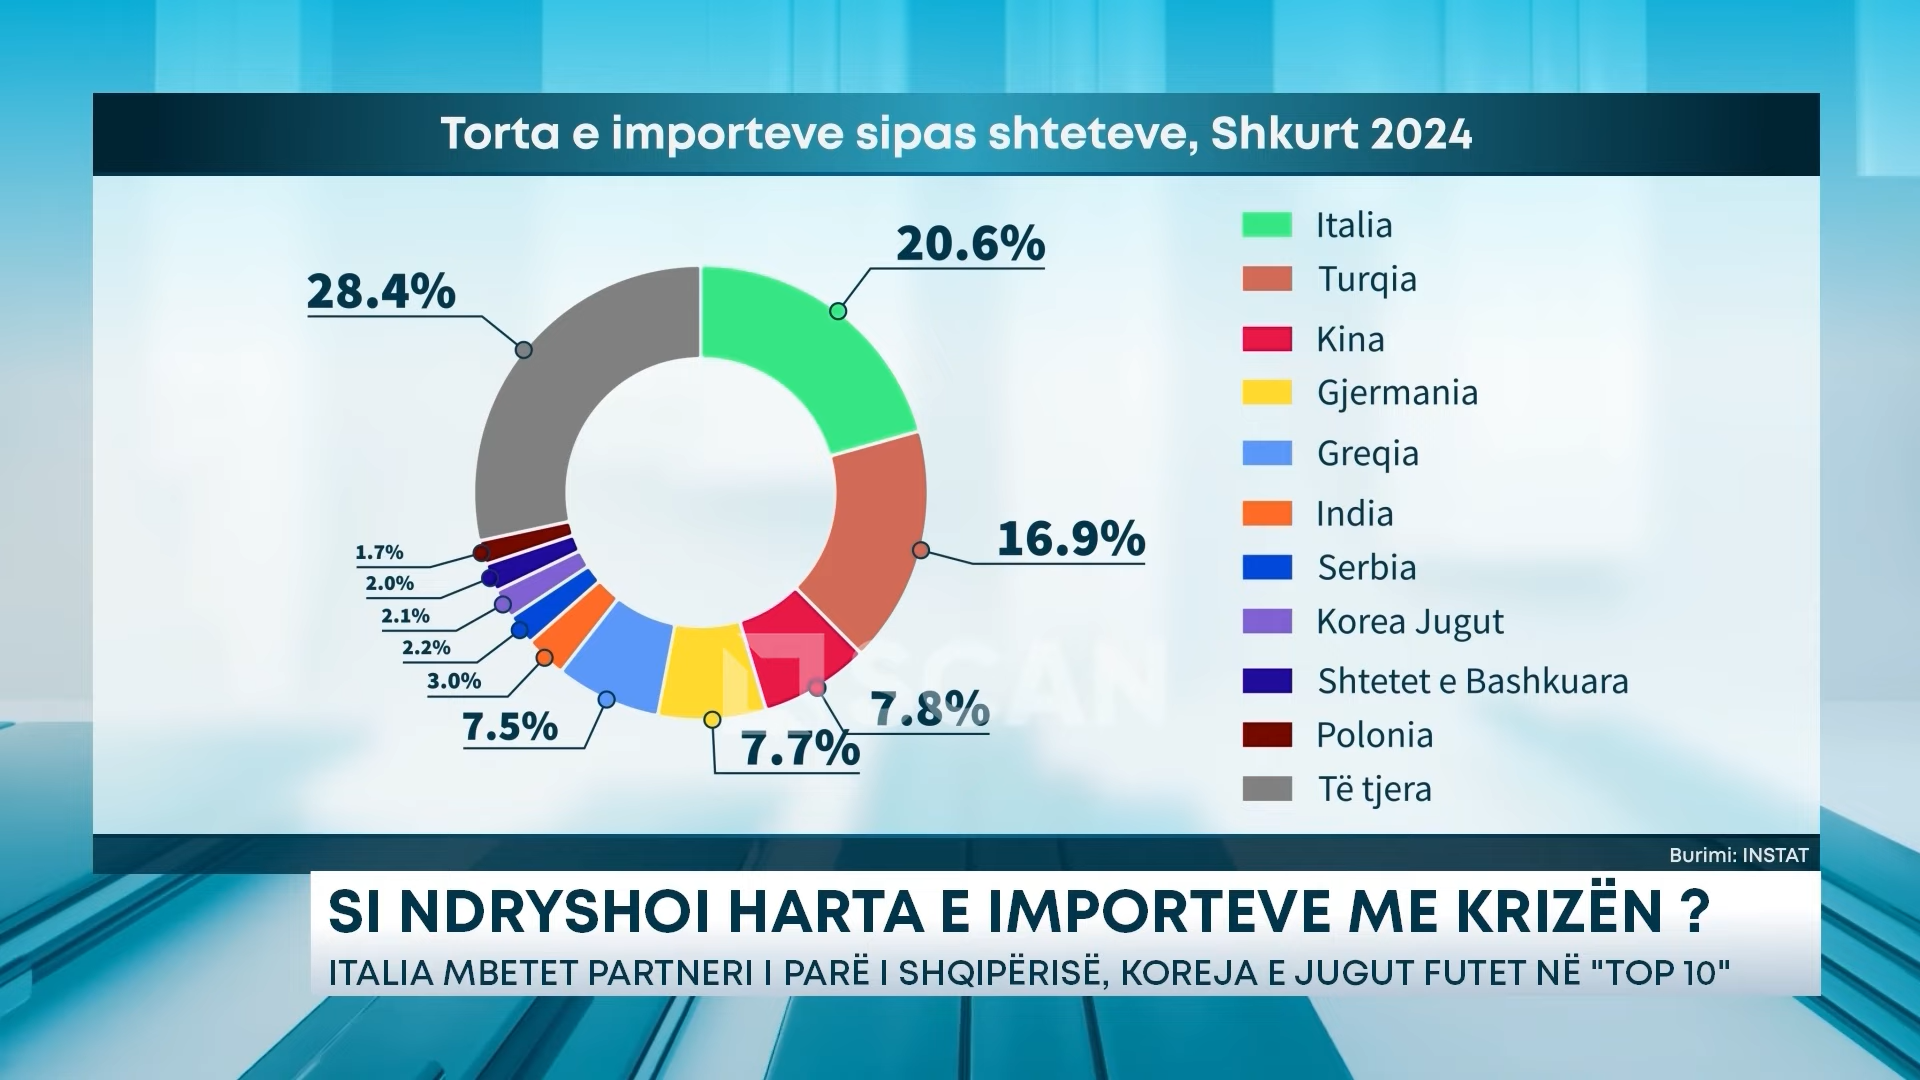 Torta e importeve sipas shteteve, Shkurt 2024
28.4%
20.6%
16.9%
7.8%
7.7%
7.5%
3.0%
2.2%
2.1%
2.0%
1.7%
Italia
Turqia
Kina
Gjermania
Greqia
India
Serbia
Korea Jugut
Shtetet e Bashkuara
Polonia
Të tjera
SCAN
Burimi: INSTAT
SI NDRYSHOI HARTA E IMPORTEVE ME KRIZËN ?
ITALIA MBETET PARTNERI I PARË I SHQIPËRISË, KOREJA E JUGUT FUTET NË "TOP 10"